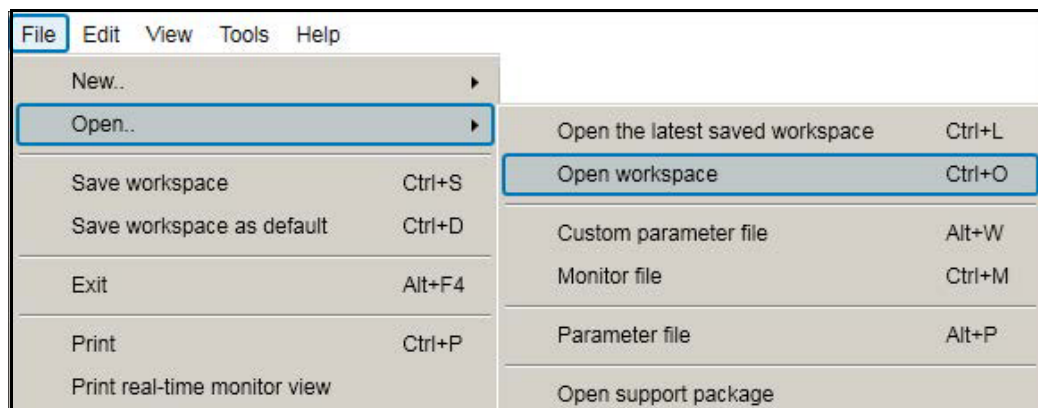 File Edit View Tools Help
New..
Open..
Save workspace Ctrl+S
Save workspace as default Ctrl+D
Exit Alt+F4
Print Ctrl+P
Print real-time monitor view
Open the latest saved workspace Ctrl+L
Open workspace Ctrl+O
Custom parameter file Alt+W
Monitor file Ctrl+M
Parameter file Alt+P
Open support package